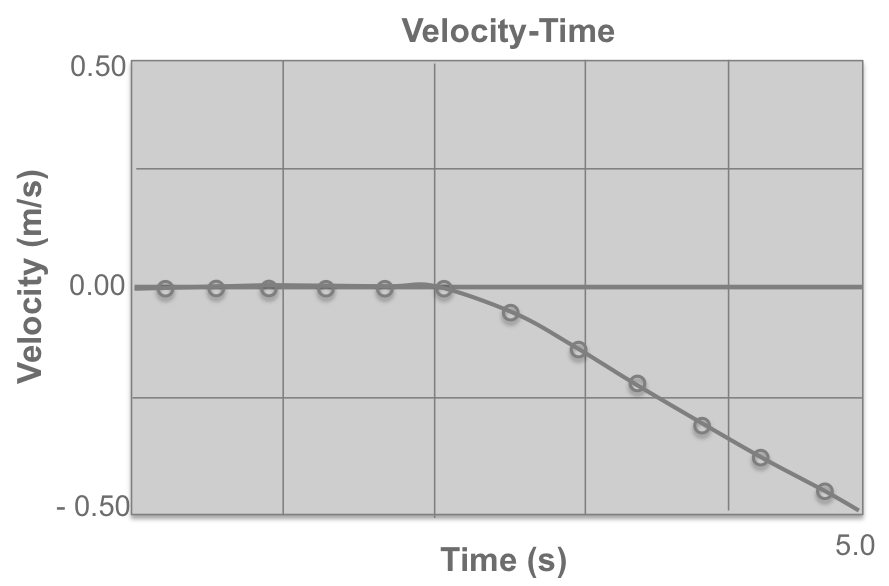 Velocity-Time
0.50
Velocity (m/s)
0.00
- 0.50
5.0
Time (s)